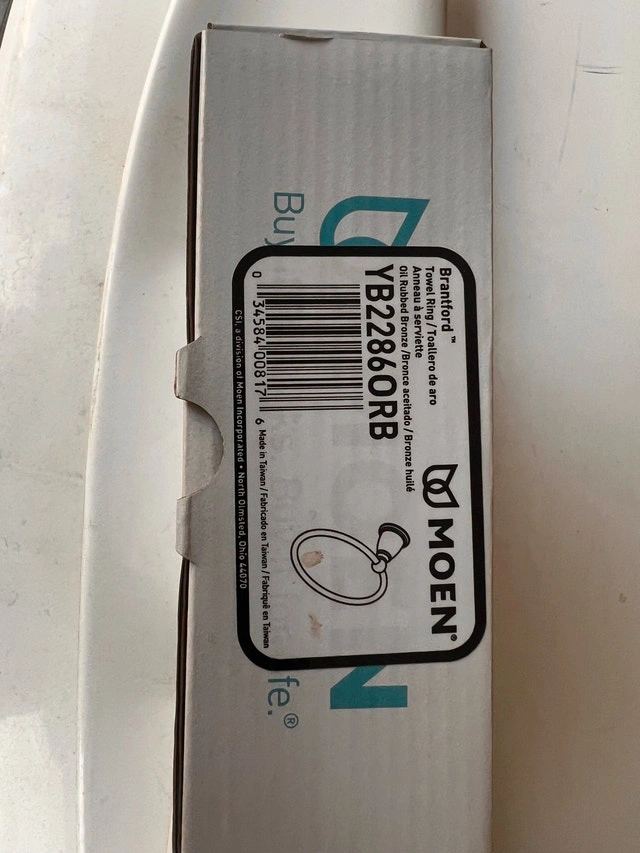 Brantford™
Towel Ring / Toallero de aro
Anneau à serviette
Oil Rubbed Bronze / Bronce aceitado / Bronze huilé
YB2286ORB
MOEN®
0 34584 00817 6
Made in Taiwan / Fabricado en Taiwan / Fabriqué en Taiwan
CSI, a division of Moen Incorporated • North Olmsted, Ohio 44070
Buy
fe.®
N